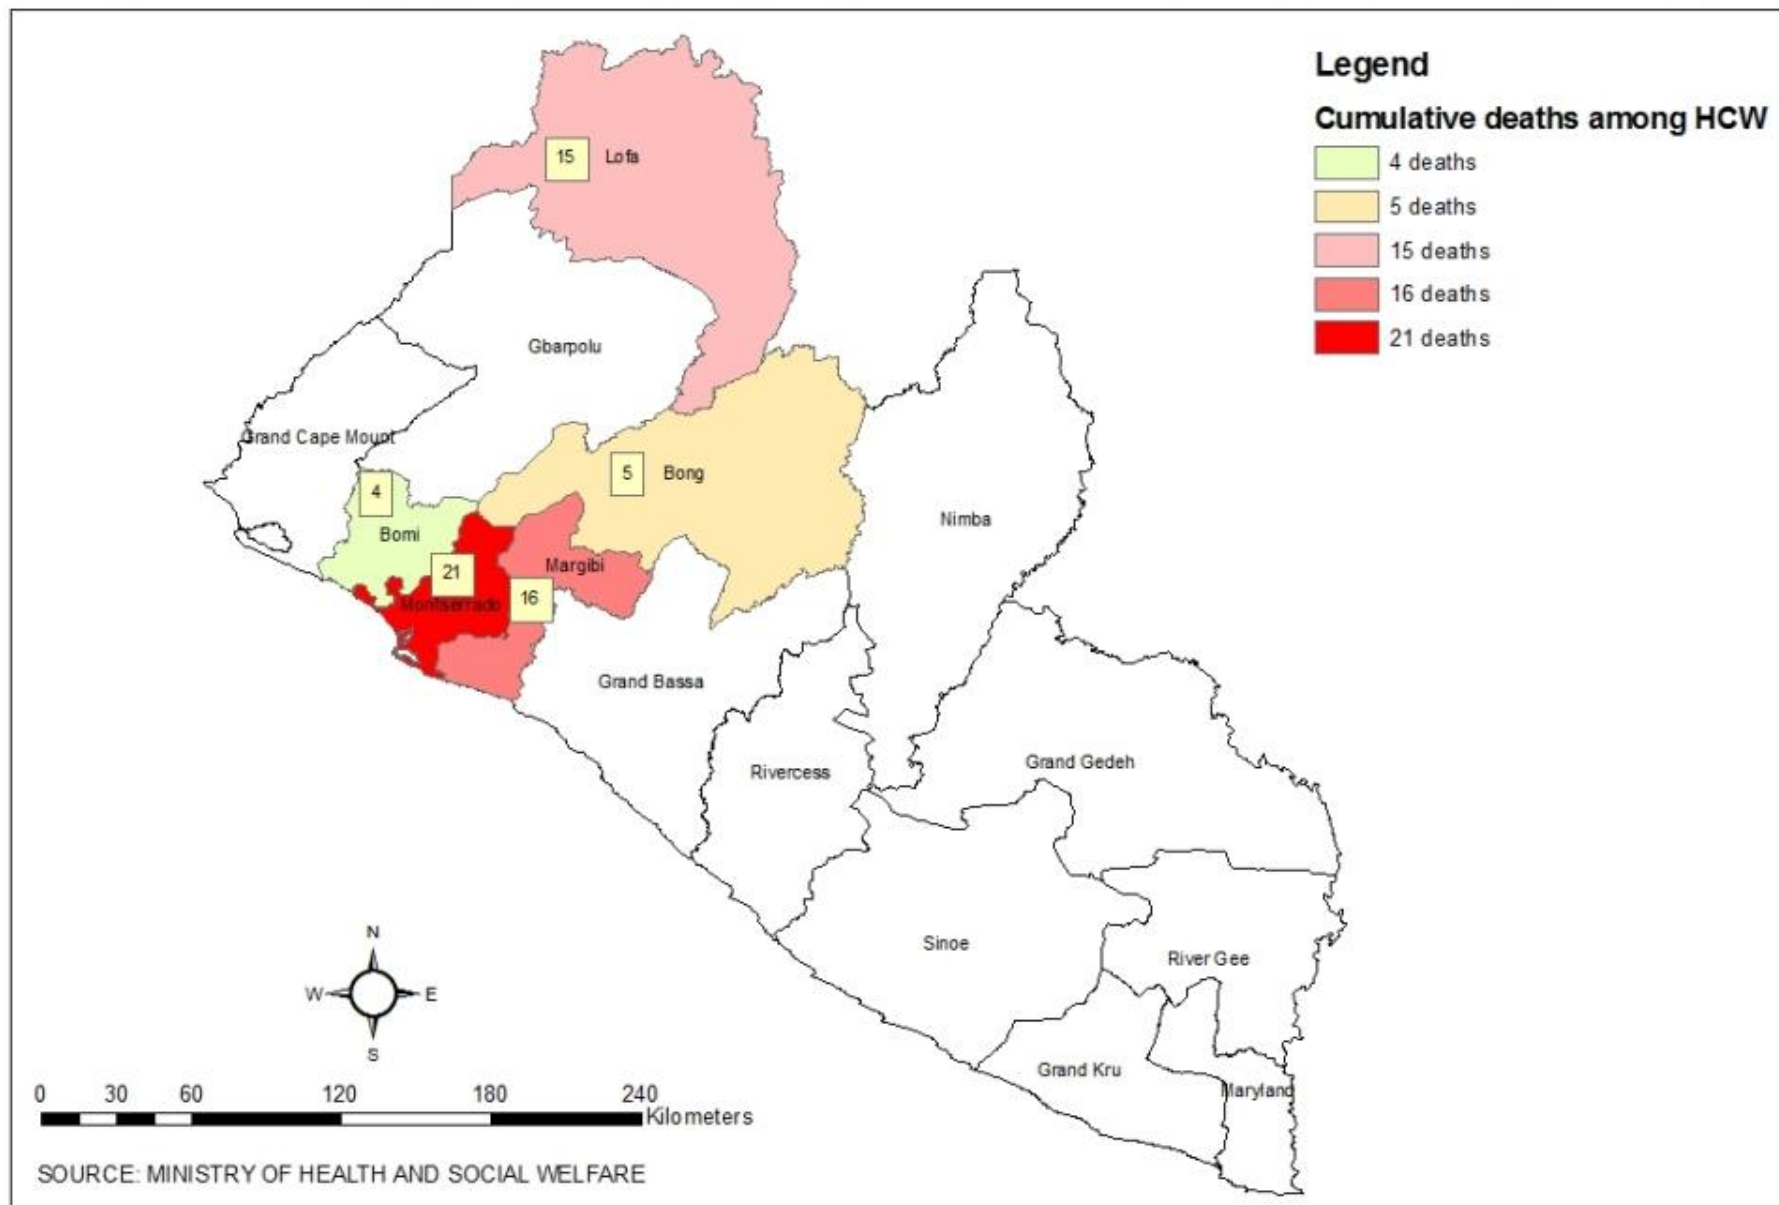 Legend
Cumulative deaths among HCW
4 deaths
5 deaths
15 deaths
16 deaths
21 deaths
15 Lofa
Gbarpolu
Grand Cape Mount
5 Bong
4
Bomi
Nimba
21
Margibi
16
Montserrado
Grand Bassa
Rivercess
Grand Gedeh
Sinoe
River Gee
Grand Kru
Maryland
N
W E
S
0 30 60 120 180 240
Kilometers
SOURCE: MINISTRY OF HEALTH AND SOCIAL WELFARE